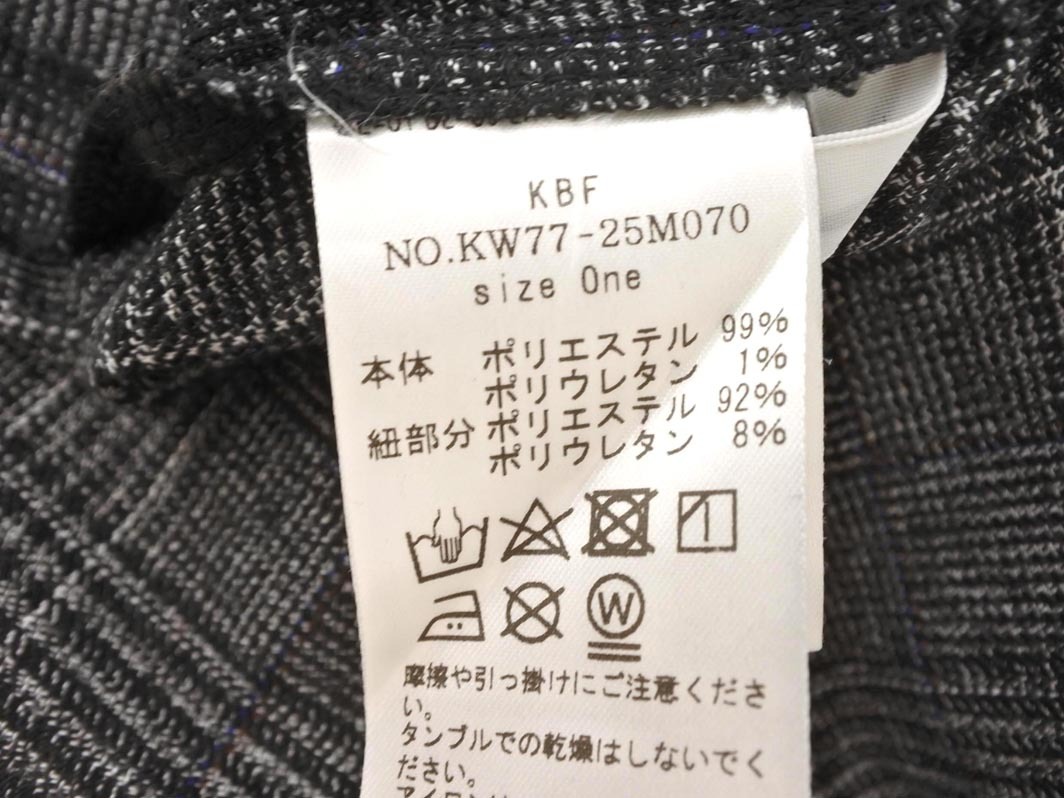 KBF
NO.KW77-25M070
size One
本体 ポリエステル 99%
ポリウレタン 1%
紐部分 ポリエステル 92%
ポリウレタン 8%
W
摩擦や引っ掛けにご注意くださ
い。
タンブルでの乾燥はしないでく
ださい。